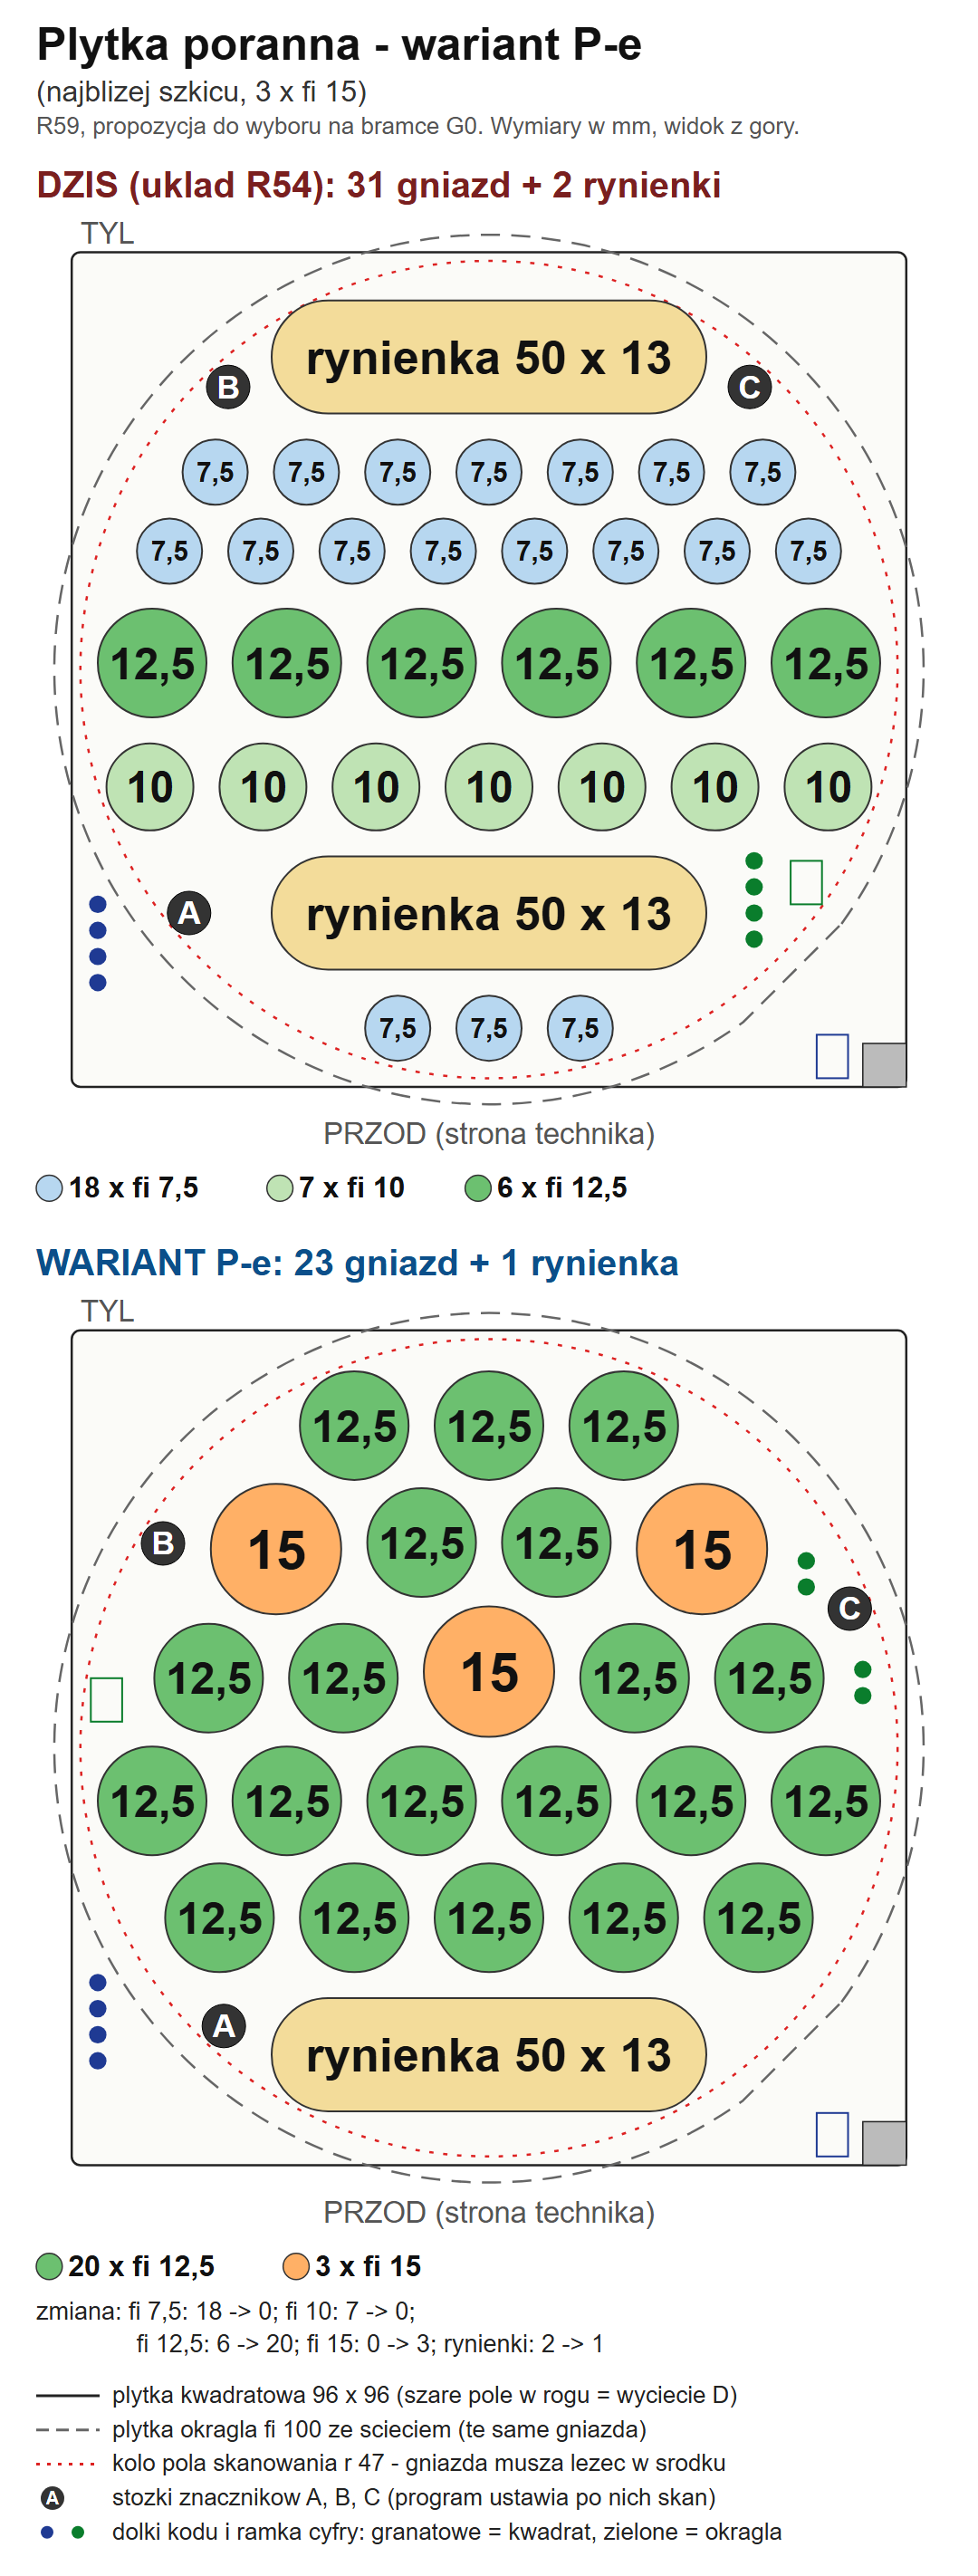 Plytka poranna - wariant P-e
(najblizej szkicu, 3 x fi 15)
R59, propozycja do wyboru na bramce G0. Wymiary w mm, widok z gory.
DZIS (uklad R54): 31 gniazd + 2 rynienki
TYL
rynienka 50 x 13
B C
7,5 7,5 7,5 7,5 7,5 7,5 7,5
7,5 7,5 7,5 7,5 7,5 7,5 7,5 7,5
12,5 12,5 12,5 12,5 12,5 12,5
10 10 10 10 10 10 10
A rynienka 50 x 13
7,5 7,5 7,5
PRZOD (strona technika)
18 x fi 7,5 7 x fi 10 6 x fi 12,5
WARIANT P-e: 23 gniazd + 1 rynienka
TYL
12,5 12,5 12,5
B 15 12,5 12,5 15
C
12,5 12,5 15 12,5 12,5
12,5 12,5 12,5 12,5 12,5 12,5
12,5 12,5 12,5 12,5 12,5
A
rynienka 50 x 13
PRZOD (strona technika)
20 x fi 12,5 3 x fi 15
zmiana: fi 7,5: 18 -> 0; fi 10: 7 -> 0;
fi 12,5: 6 -> 20; fi 15: 0 -> 3; rynienki: 2 -> 1
plytka kwadratowa 96 x 96 (szare pole w rogu = wyciecie D)
plytka okragla fi 100 ze scieciem (te same gniazda)
kolo pola skanowania r 47 - gniazda musza lezec w srodku
A stozki znacznikow A, B, C (program ustawia po nich skan)
dolki kodu i ramka cyfry: granatowe = kwadrat, zielone = okragla